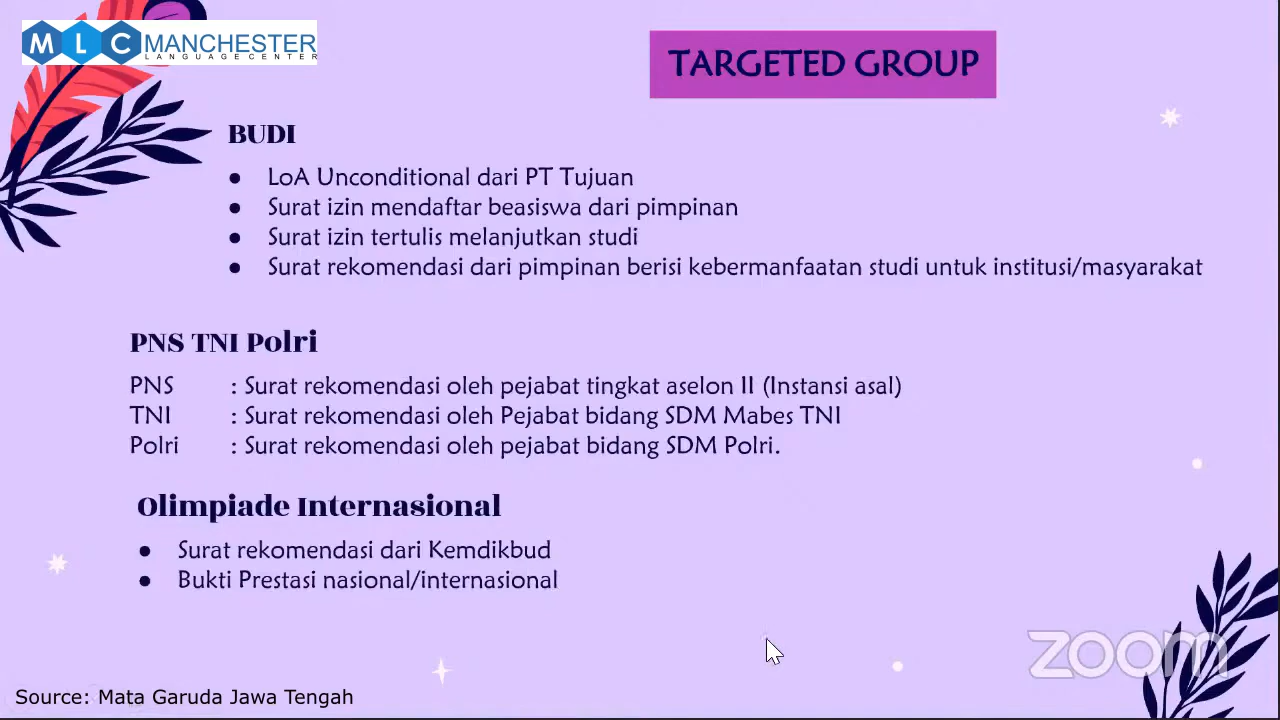 MLC MANCHESTER
LANGUAGE CENTER
TARGETED GROUP
BUDI
● LoA Unconditional dari PT Tujuan
● Surat izin mendaftar beasiswa dari pimpinan
● Surat izin tertulis melanjutkan studi
● Surat rekomendasi dari pimpinan berisi kebermanfaatan studi untuk institusi/masyarakat
PNS TNI Polri
PNS : Surat rekomendasi oleh pejabat tingkat aselon II (Instansi asal)
TNI : Surat rekomendasi oleh Pejabat bidang SDM Mabes TNI
Polri : Surat rekomendasi oleh pejabat bidang SDM Polri.
Olimpiade Internasional
● Surat rekomendasi dari Kemdikbud
● Bukti Prestasi nasional/internasional
zoom
Source: Mata Garuda Jawa Tengah